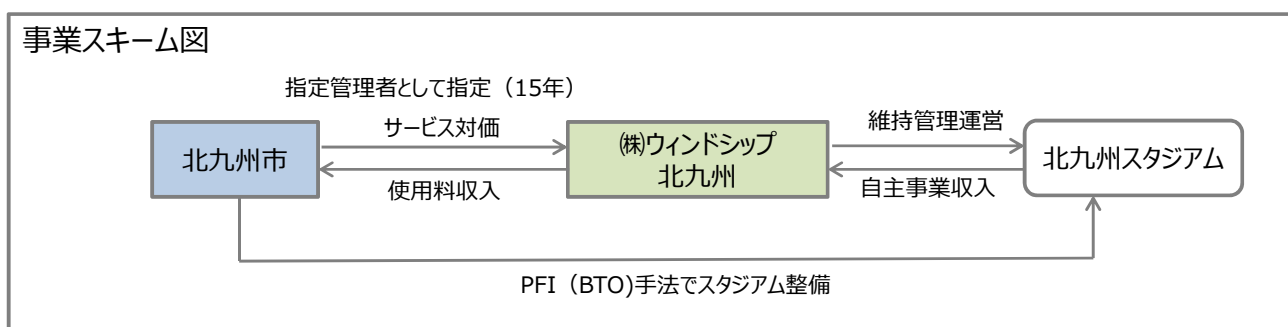 事業スキーム図
指定管理者として指定（15年）
サービス対価
維持管理運営
北九州市
㈱ウィンドシップ
北九州
北九州スタジアム
使用料収入
自主事業収入
PFI（BTO)手法でスタジアム整備